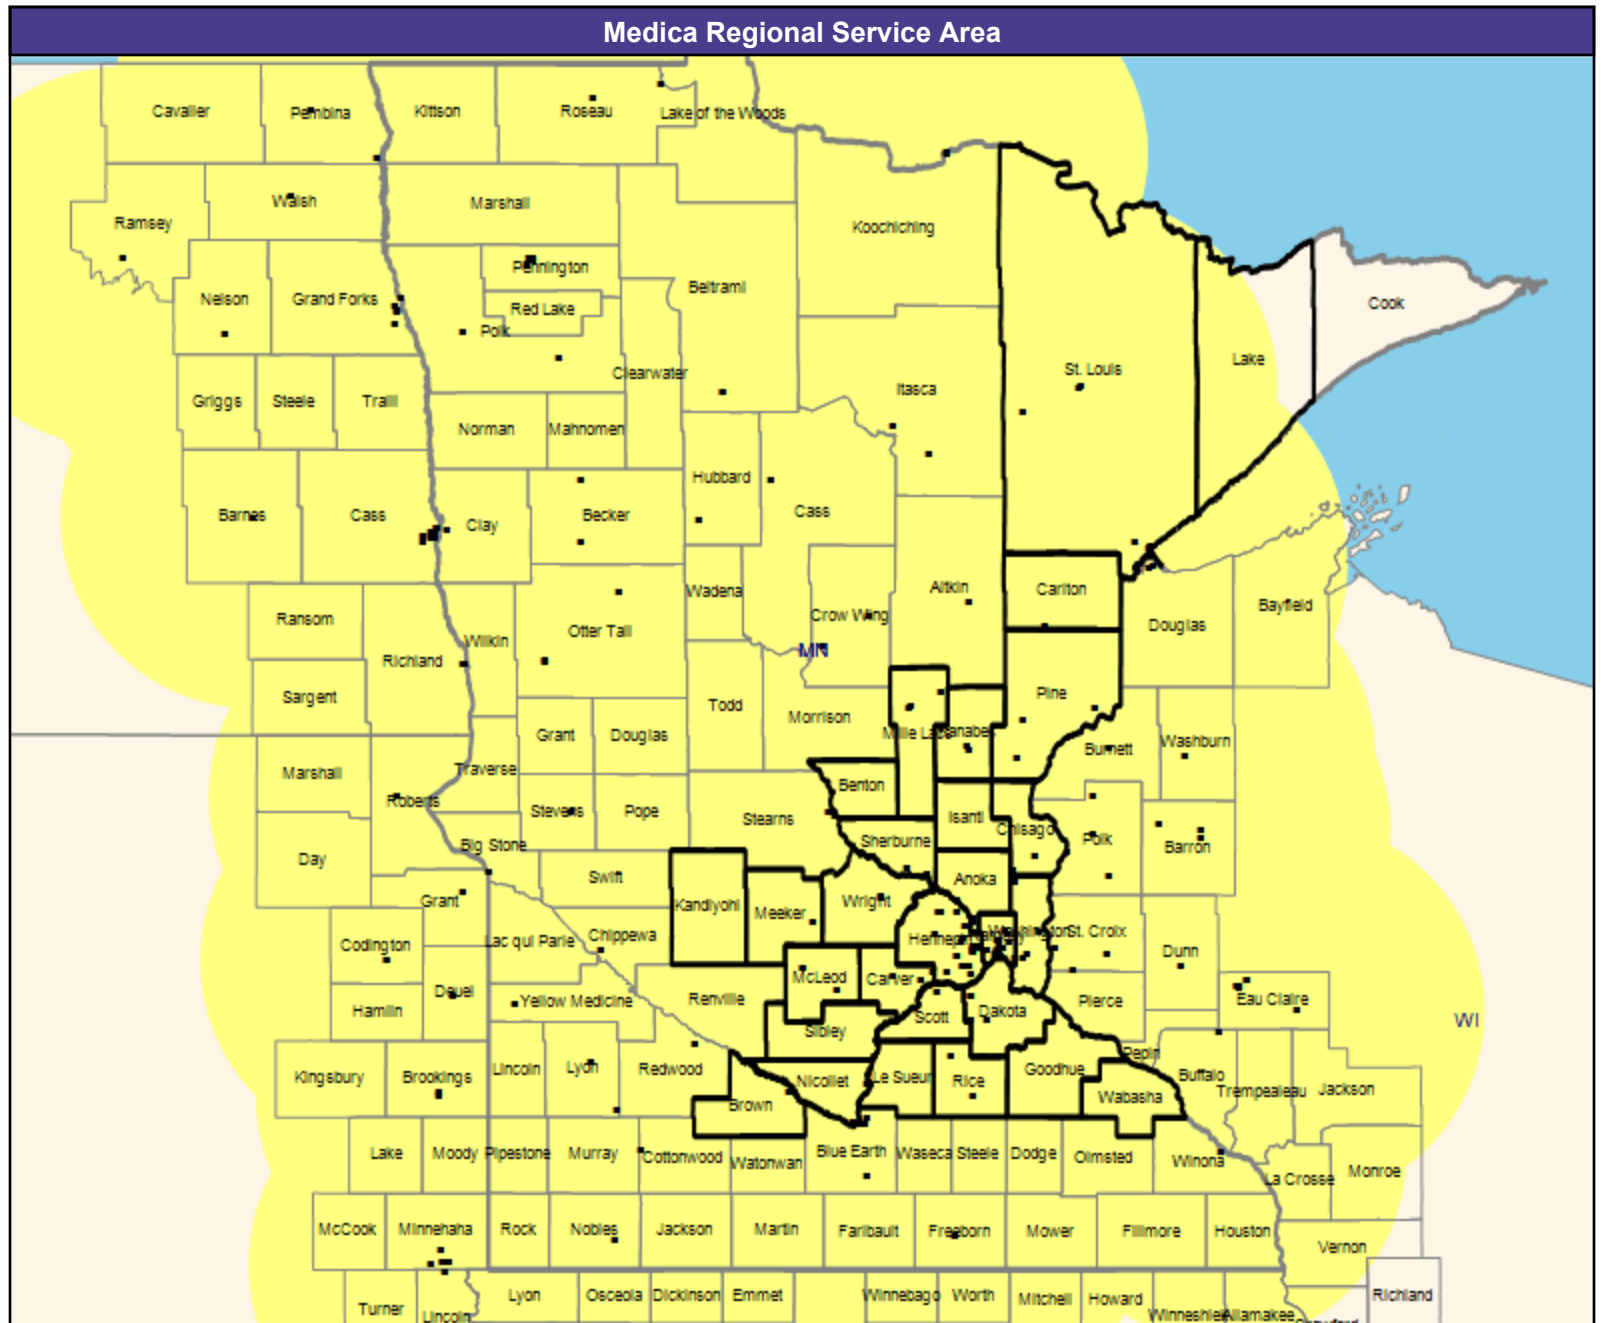 Medica Regional Service Area
Cavalier
Pembina
Kittson
Roseau
Lake of the Woods
Walsh
Marshall
Ramsey
Koochiching
Pennington
Beltrami
Nelson
Grand Forks
Red Lake
Cook
Polk
Lake
St. Louis
Clearwater
Itasca
Griggs
Steele
Traill
Norman
Mahnomen
Hubbard
Barnes
Cass
Clay
Becker
Cass
Aitkin
Carlton
Wadena
Bayfield
Crow Wing
Ransom
Otter Tail
Douglas
Wilkin
MN
Richland
Sargent
Todd
Pine
Morrison
Mille Lacs
Kanabec
Grant
Douglas
Burnett
Washburn
Traverse
Marshall
Benton
Roberts
Stevens
Pope
Stearns
Isanti
Chisago
Polk
Big Stone
Sherburne
Barron
Day
Swift
Anoka
Grant
Kandiyohi
Meeker
Wright
Codington
Lac qui Parle
Chippewa
Hennepin
Washington
St. Croix
Dunn
McLeod
Carver
Deuel
Yellow Medicine
Renville
Pierce
Eau Claire
Hamlin
Scott
Dakota
WI
Sibley
Pepin
Kingsbury
Brookings
Lincoln
Lyon
Redwood
Nicollet
Le Sueur
Rice
Goodhue
Buffalo
Trempealeau
Jackson
Brown
Wabasha
Lake
Moody
Pipestone
Murray
Cottonwood
Watonwan
Blue Earth
Waseca
Steele
Dodge
Olmsted
Winona
La Crosse
Monroe
McCook
Minnehaha
Rock
Nobles
Jackson
Martin
Faribault
Freeborn
Mower
Fillmore
Houston
Vernon
Turner
Lincoln
Lyon
Osceola
Dickinson
Emmet
Winnebago
Worth
Mitchell
Howard
Winneshiek
Allamakee
Richland